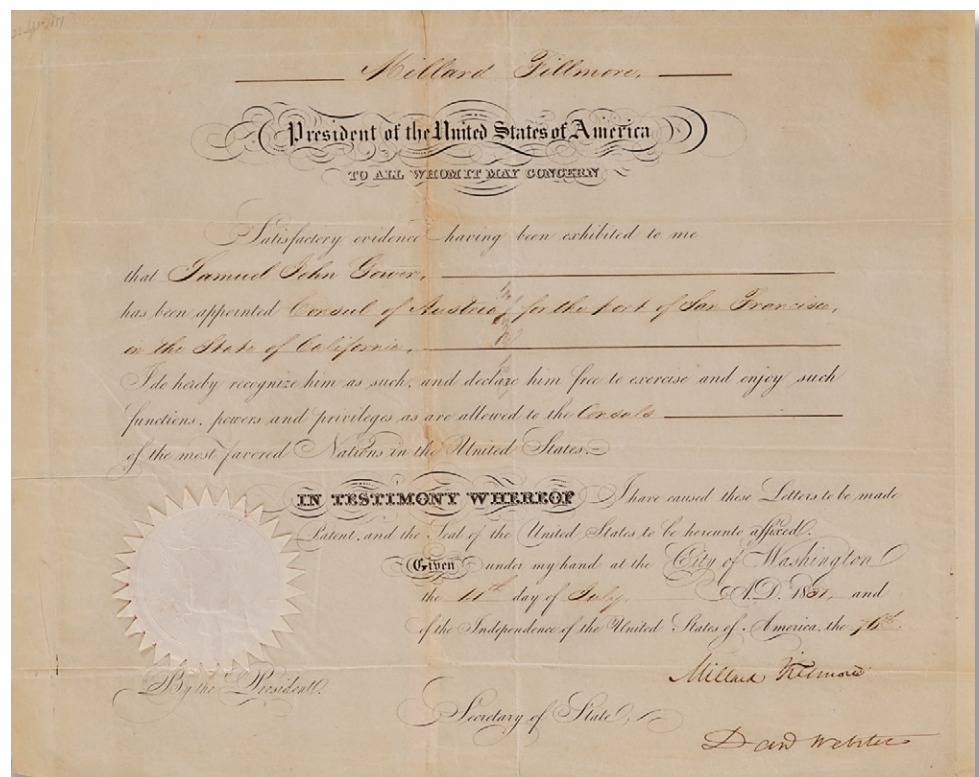 Millard Fillmore,
President of the United States of America
TO ALL WHOM IT MAY CONCERN
Satisfactory evidence having been exhibited to me
that Samuel John Gower,
has been appointed Consul of Austria, for the port of San Francisco,
in the State of California,
I do hereby recognize him as such, and declare him free to exercise and enjoy such
functions, powers and privileges as are allowed to the Consuls
of the most favored Nations in the United States.
IN TESTIMONY WHEREOF I have caused these Letters to be made
Patent, and the Seal of the United States to be hereunto affixed.
Given under my hand at the City of Washington
the 11th day of July, A.D. 1851, and
of the Independence of the United States of America, the 76th.
Millard Fillmore
By the President,
Secretary of State,
Danl Webster